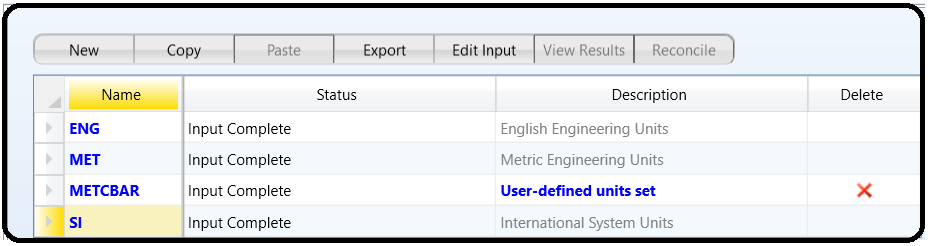 New Copy Paste Export Edit Input View Results Reconcile
Name Status Description Delete
ENG Input Complete English Engineering Units
MET Input Complete Metric Engineering Units
METCBAR Input Complete User-defined units set
SI Input Complete International System Units